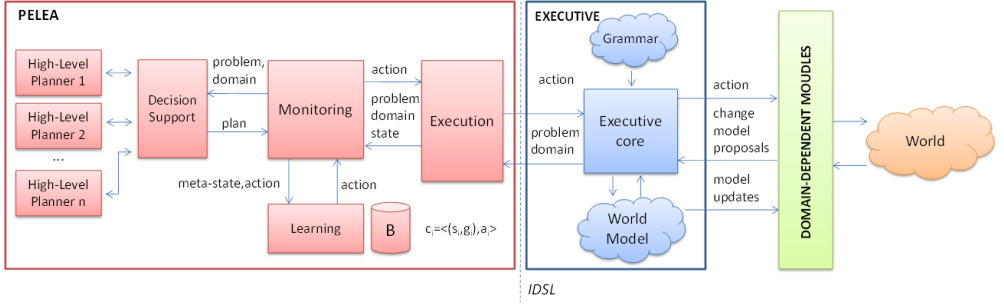 PELEA
High-Level
Planner 1
High-Level
Planner 2
...
High-Level
Planner n
Decision
Support
problem,
domain
plan
Monitoring
action
problem
domain
state
Execution
meta-state,action
action
Learning
B
cᵢ=<(sᵢ,gᵢ),aᵢ>
EXECUTIVE
Grammar
action
Executive
core
problem
domain
World
Model
action
change
model
proposals
model
updates
DOMAIN-DEPENDENT MOUDLES
World
IDSL